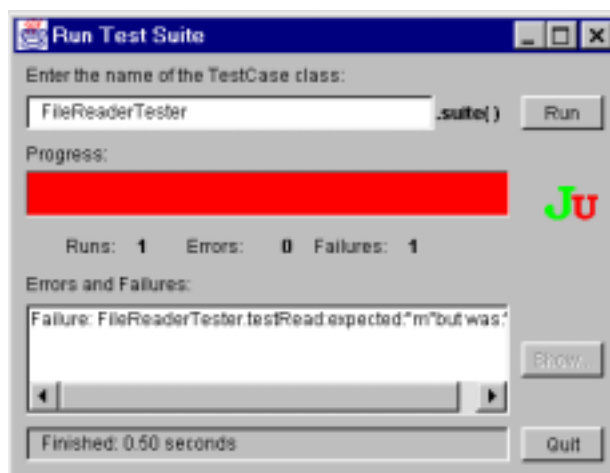 Run Test Suite
Enter the name of the TestCase class:
FileReaderTester .suite() Run
Progress:
JU
Runs: 1 Errors: 0 Failures: 1
Errors and Failures:
Failure: FileReaderTester.testRead:expected:"m"but was:"
Show...
Finished: 0.50 seconds Quit